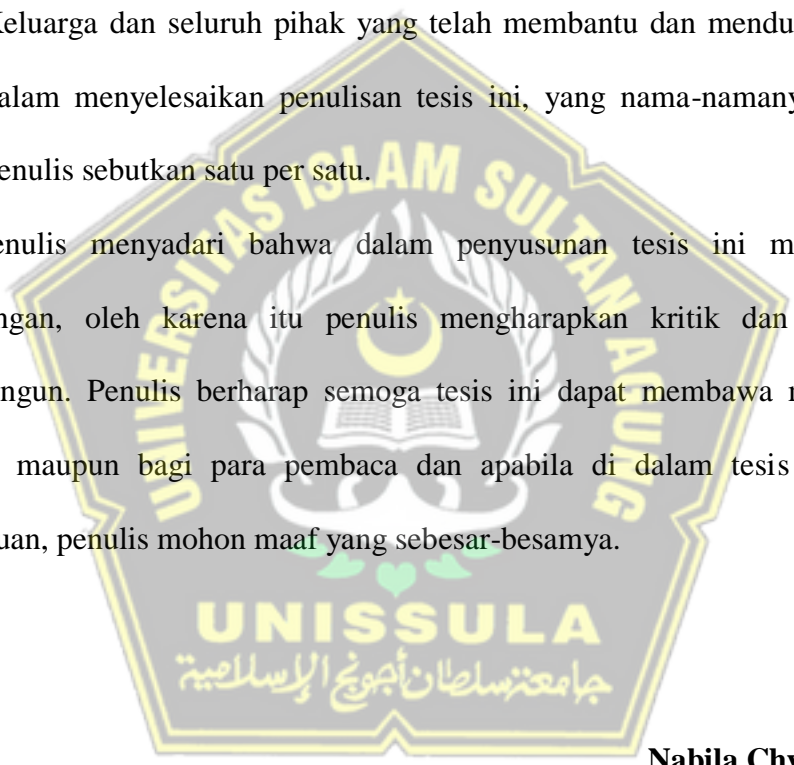 Keluarga dan seluruh pihak yang telah membantu dan mendu
alam menyelesaikan penulisan tesis ini, yang nama-namany
enulis sebutkan satu per satu.
enulis menyadari bahwa dalam penyusunan tesis ini m
ngan, oleh karena itu penulis mengharapkan kritik dan
ngun. Penulis berharap semoga tesis ini dapat membawa
maupun bagi para pembaca dan apabila di dalam tesis
uan, penulis mohon maaf yang sebesar-besamya.
UNIVERSITAS ISLAM SULTAN AGUNG
UNISSULA
جامعة سلطان أجونج الإسلامية
Nabila Chy